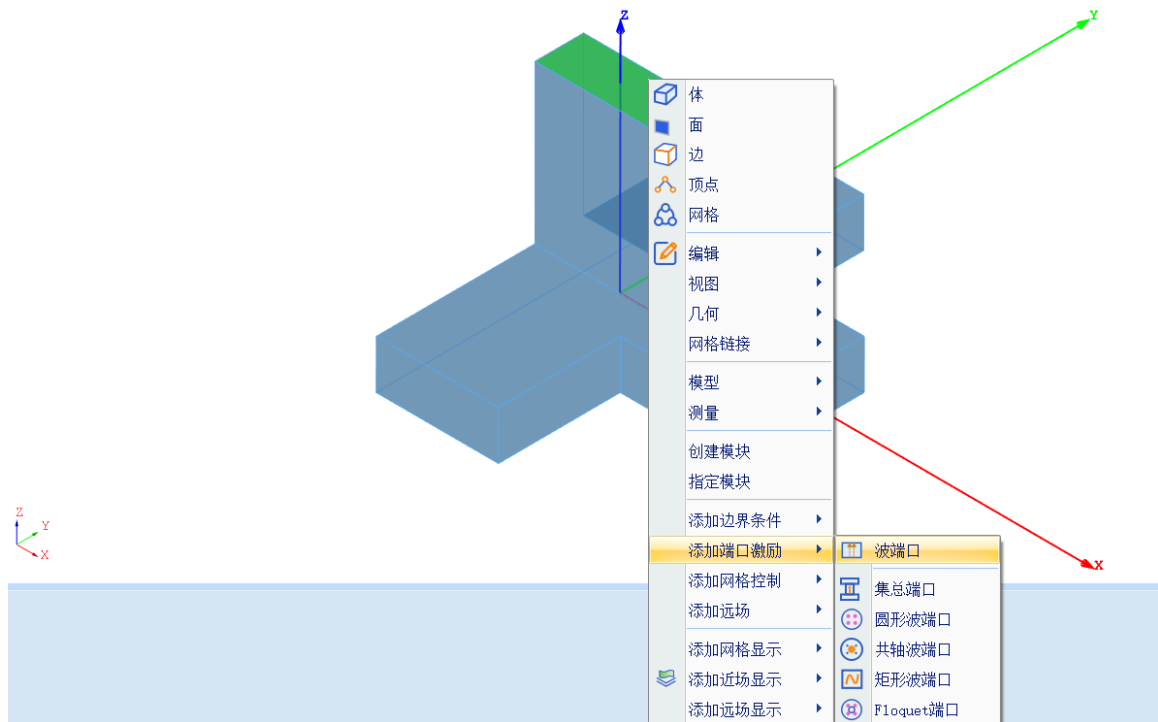 Z
Y
体
面
边
顶点
网格
编辑
视图
几何
网格链接
模型
测量
创建模块
指定模块
添加边界条件
添加端口激励
波端口
添加网格控制
集总端口
添加远场
圆形波端口
添加网格显示
共轴波端口
添加近场显示
矩形波端口
添加远场显示
Floquet端口
X
Z
Y
X